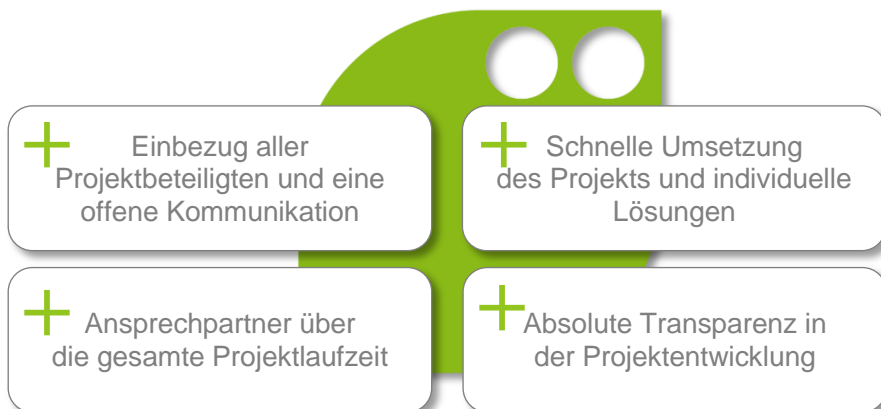 Einbezug aller
Projektbeteiligten und eine
offene Kommunikation
Schnelle Umsetzung
des Projekts und individuelle
Lösungen
Ansprechpartner über
die gesamte Projektlaufzeit
Absolute Transparenz in
der Projektentwicklung